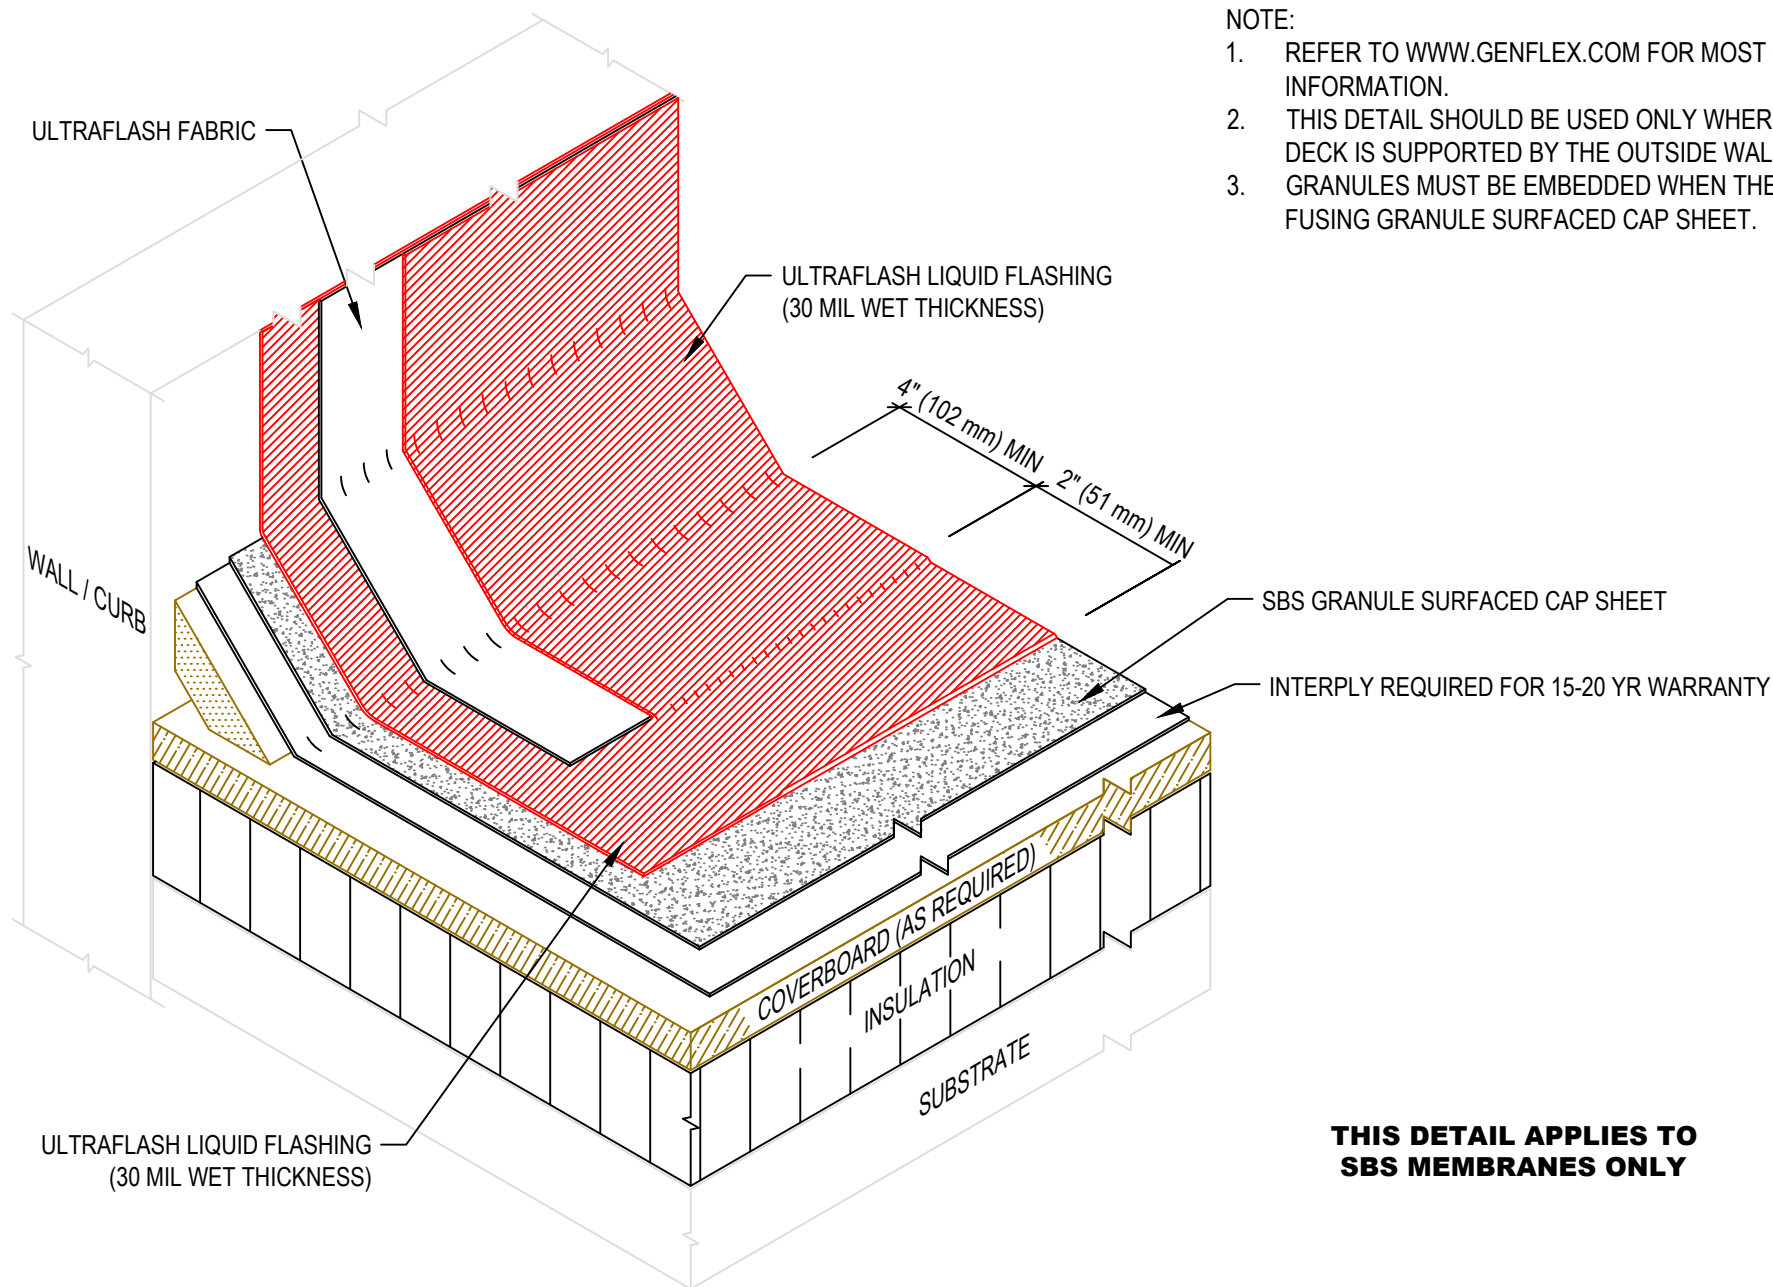 NOTE:
1. REFER TO WWW.GENFLEX.COM FOR MOST
INFORMATION.
2. THIS DETAIL SHOULD BE USED ONLY WHER
DECK IS SUPPORTED BY THE OUTSIDE WAL
3. GRANULES MUST BE EMBEDDED WHEN THE
FUSING GRANULE SURFACED CAP SHEET.
ULTRAFLASH FABRIC
ULTRAFLASH LIQUID FLASHING
(30 MIL WET THICKNESS)
4" (102 mm) MIN
2" (51 mm) MIN
WALL / CURB
SBS GRANULE SURFACED CAP SHEET
INTERPLY REQUIRED FOR 15-20 YR WARRANTY
COVERBOARD (AS REQUIRED)
INSULATION
SUBSTRATE
ULTRAFLASH LIQUID FLASHING
(30 MIL WET THICKNESS)
THIS DETAIL APPLIES TO
SBS MEMBRANES ONLY